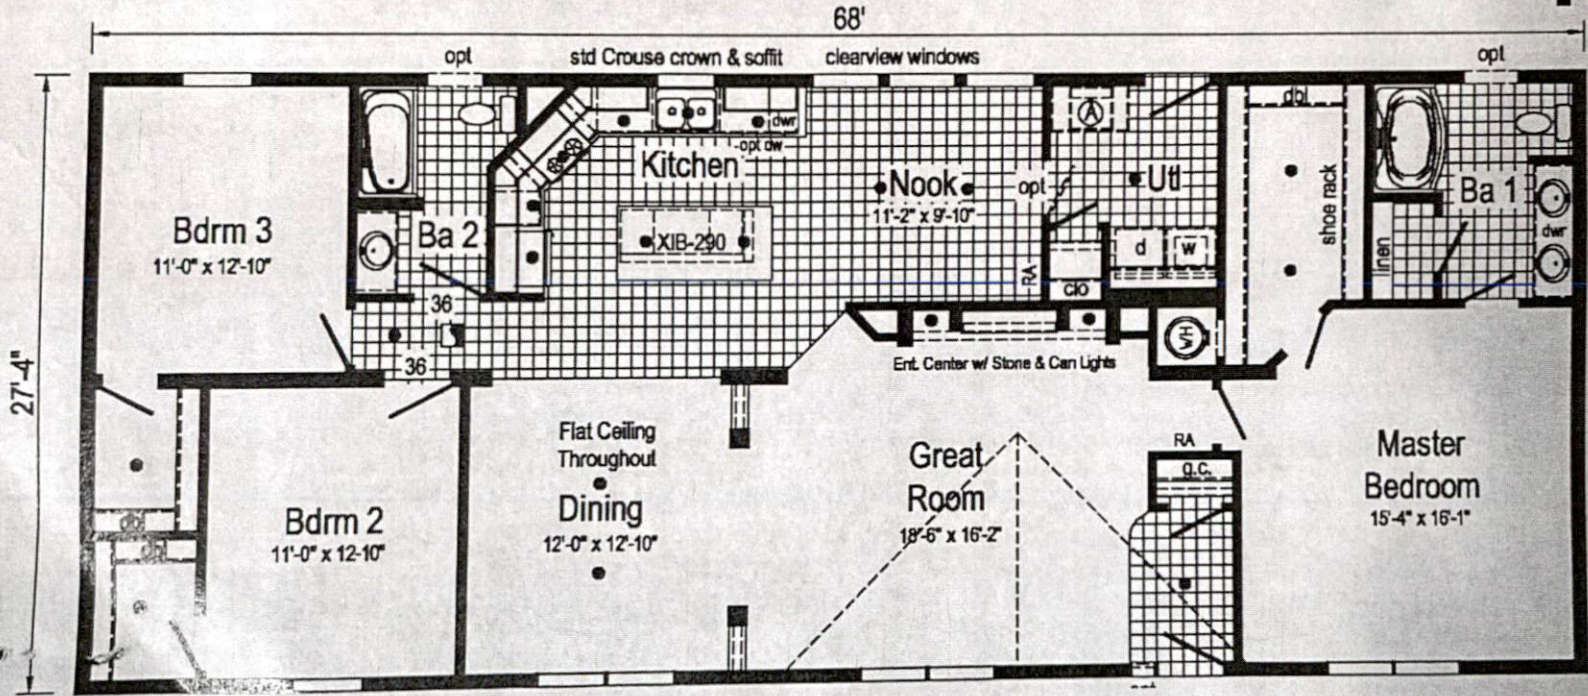 68'
opt
std Crouse crown & soffit
clearview windows
opt
dbl
A
dwr
opt dw
Kitchen
Nook
11'-2" x 9'-10"
opt
Utl
shoe rack
Ba 1
dwr
linen
Bdrm 3
11'-0" x 12'-10"
Ba 2
XIB-290
d
w
RA
clo
36
36
WH
Ent. Center w/ Stone & Can Lights
27'-4"
Flat Ceiling
Throughout
Dining
12'-0" x 12'-10"
Great
Room
18'-6" x 16'-2"
RA
g.c.
Master
Bedroom
15'-4" x 16'-1"
Bdrm 2
11'-0" x 12-10"
dbl